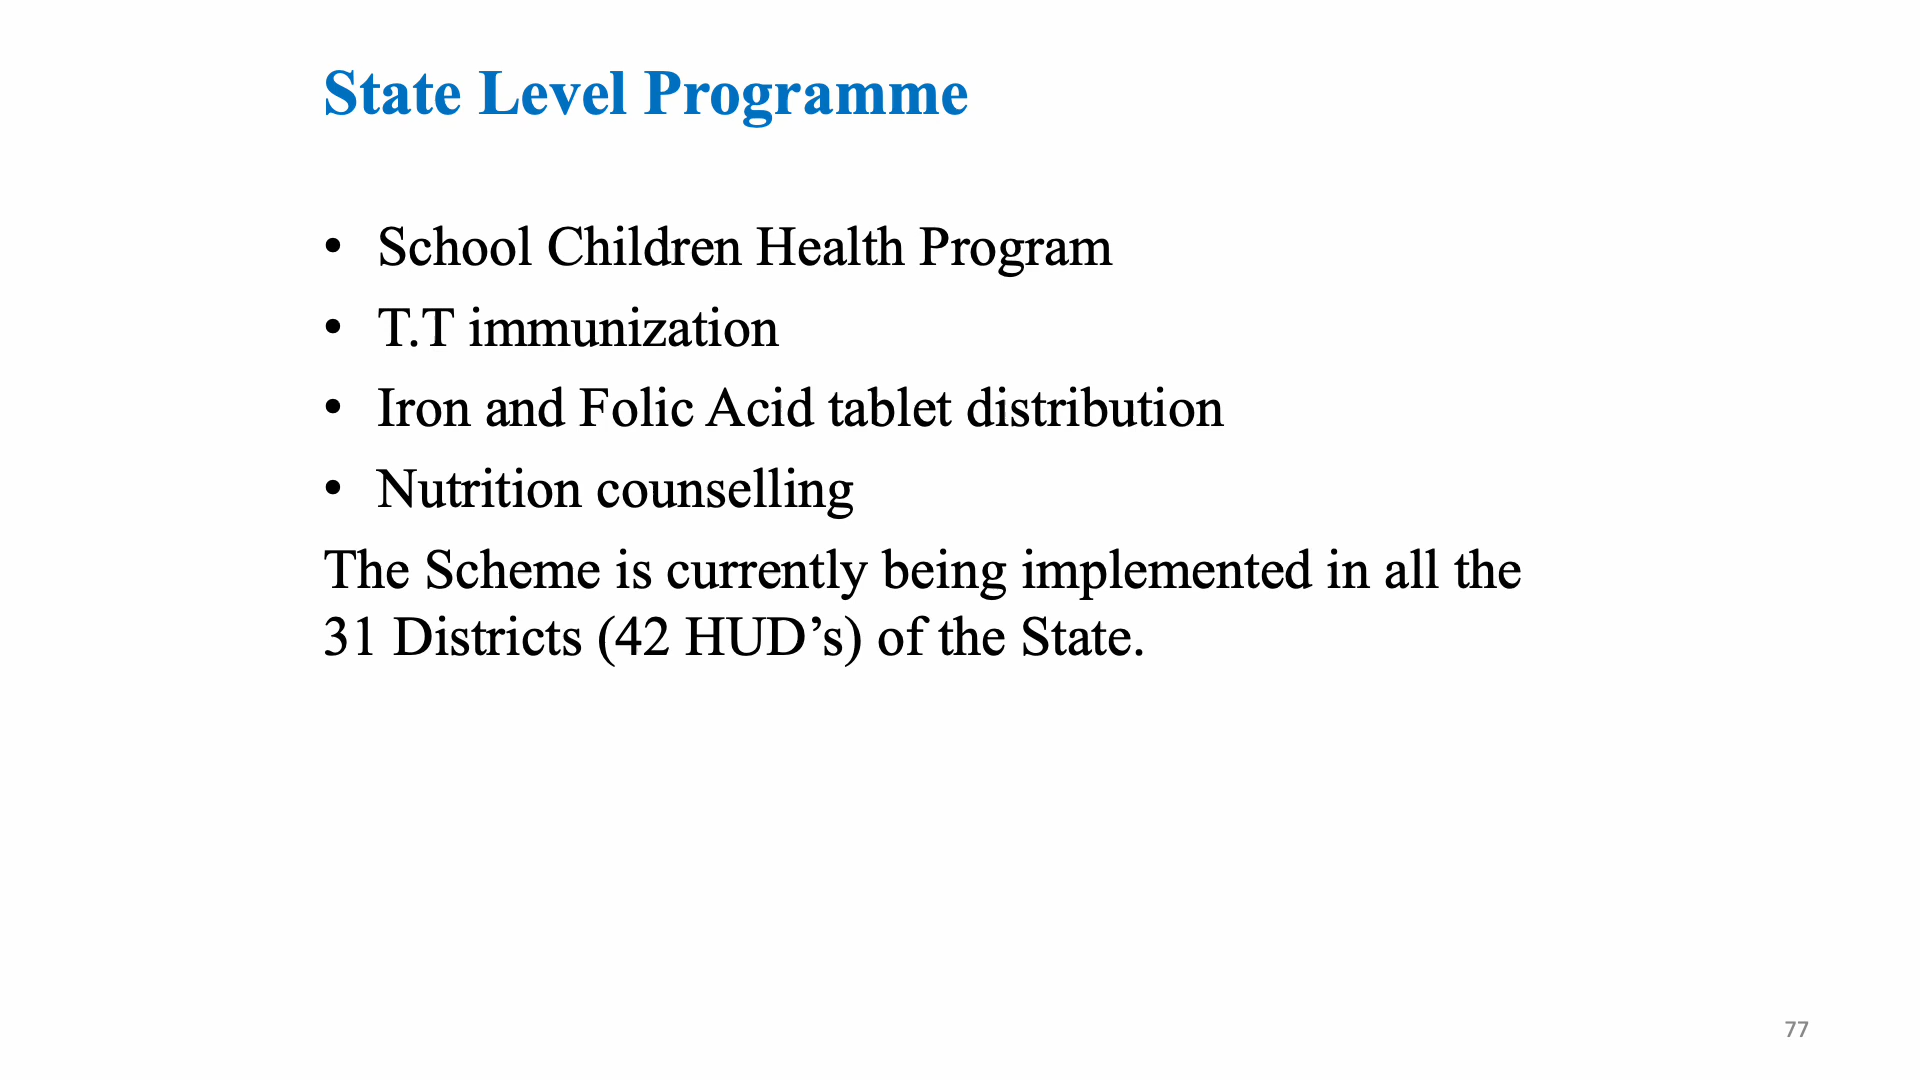 State Level Programme
• School Children Health Program
• T.T immunization
• Iron and Folic Acid tablet distribution
• Nutrition counselling
The Scheme is currently being implemented in all the
31 Districts (42 HUD’s) of the State.
77